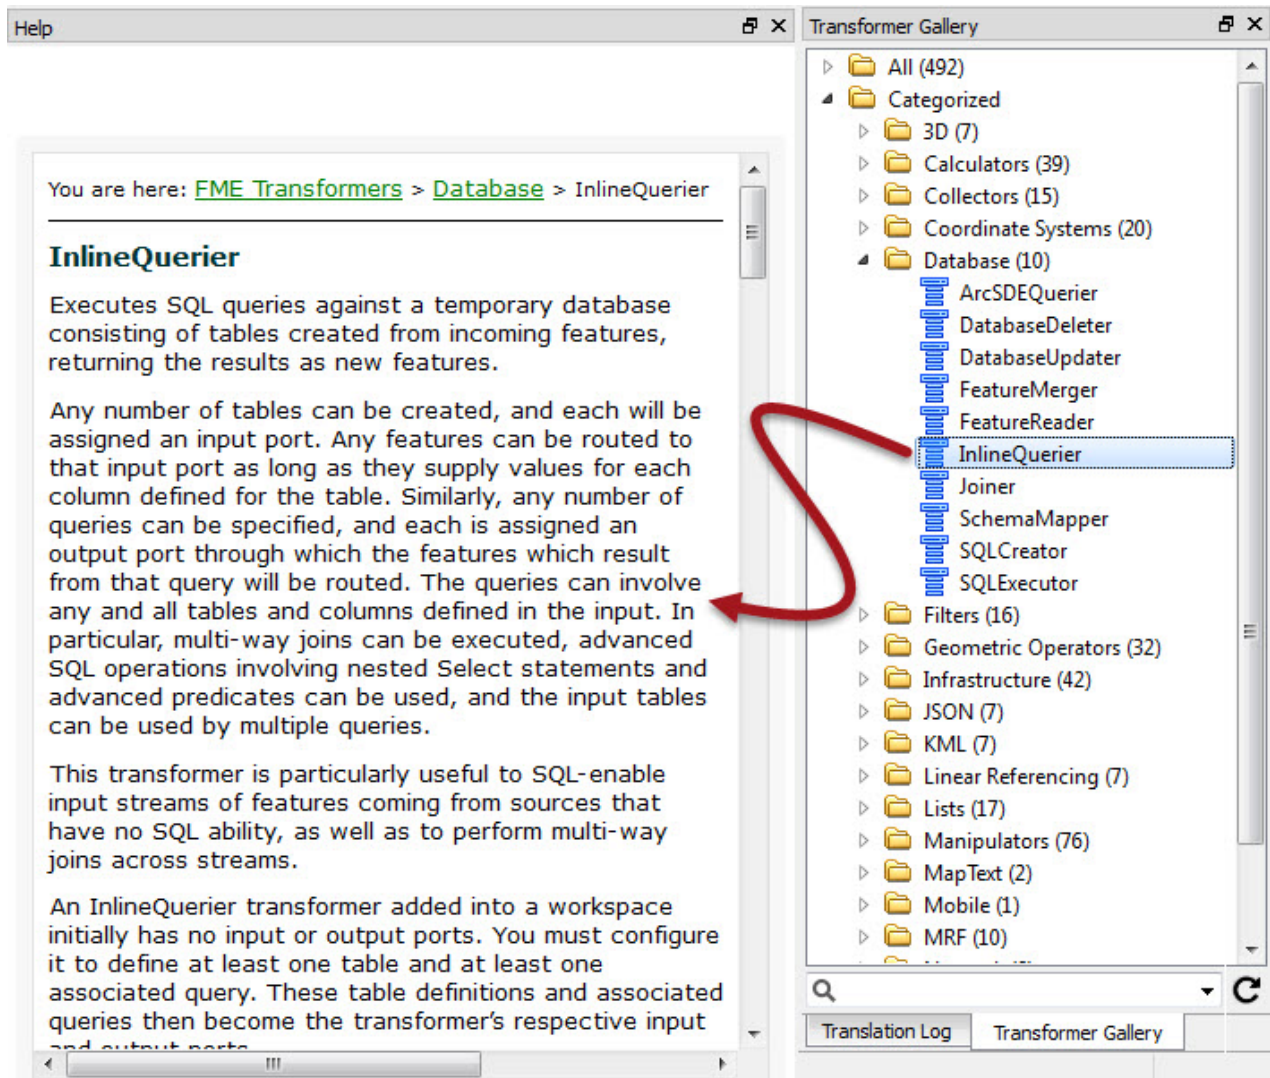 Help
You are here: FME Transformers > Database > InlineQuerier
InlineQuerier
Executes SQL queries against a temporary database
consisting of tables created from incoming features,
returning the results as new features.
Any number of tables can be created, and each will be
assigned an input port. Any features can be routed to
that input port as long as they supply values for each
column defined for the table. Similarly, any number of
queries can be specified, and each is assigned an
output port through which the features which result
from that query will be routed. The queries can involve
any and all tables and columns defined in the input. In
particular, multi-way joins can be executed, advanced
SQL operations involving nested Select statements and
advanced predicates can be used, and the input tables
can be used by multiple queries.
This transformer is particularly useful to SQL-enable
input streams of features coming from sources that
have no SQL ability, as well as to perform multi-way
joins across streams.
An InlineQuerier transformer added into a workspace
initially has no input or output ports. You must configure
it to define at least one table and at least one
associated query. These table definitions and associated
queries then become the transformer's respective input
and output ports
Transformer Gallery
All (492)
Categorized
3D (7)
Calculators (39)
Collectors (15)
Coordinate Systems (20)
Database (10)
ArcSDEQuerier
DatabaseDeleter
DatabaseUpdater
FeatureMerger
FeatureReader
InlineQuerier
Joiner
SchemaMapper
SQLCreator
SQLExecutor
Filters (16)
Geometric Operators (32)
Infrastructure (42)
JSON (7)
KML (7)
Linear Referencing (7)
Lists (17)
Manipulators (76)
MapText (2)
Mobile (1)
MRF (10)
Translation Log
Transformer Gallery